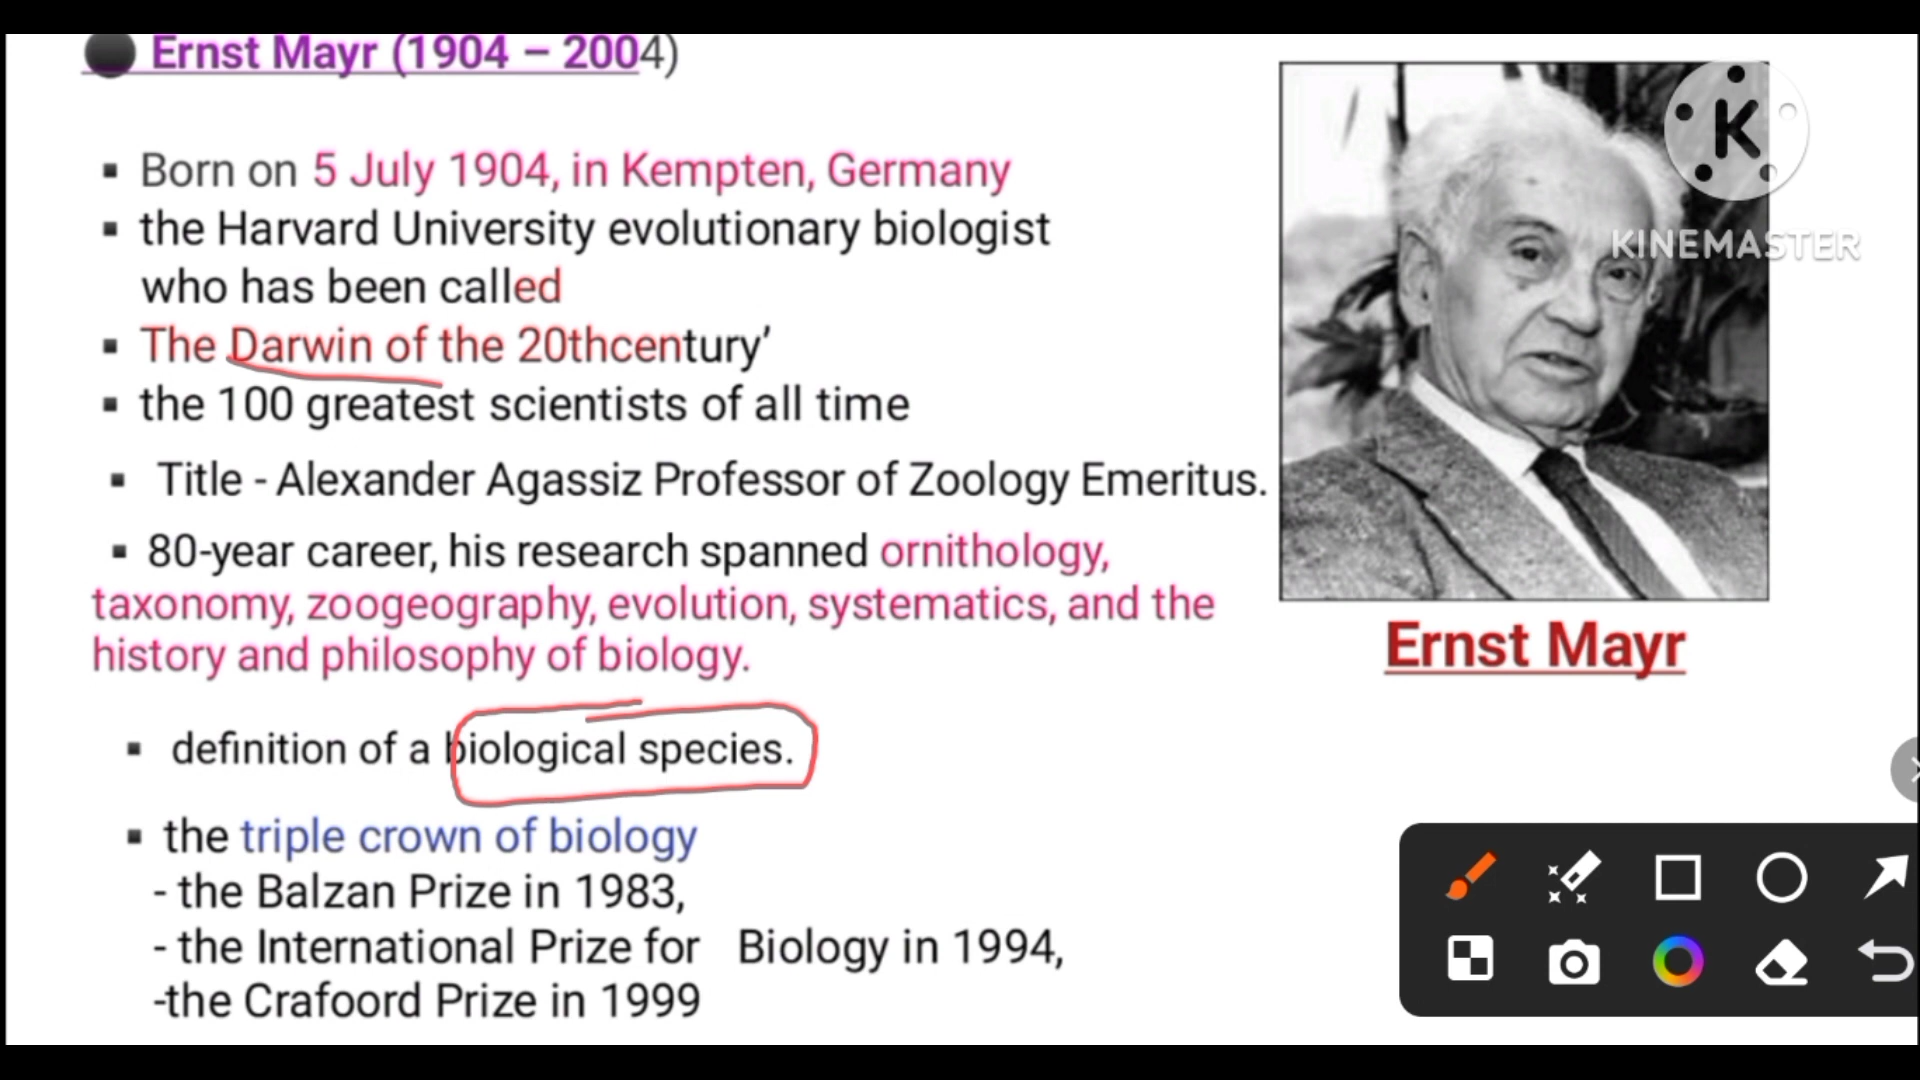 Ernst Mayr (1904 – 2004)
▪ Born on 5 July 1904, in Kempten, Germany
▪ the Harvard University evolutionary biologist
who has been called
▪ The Darwin of the 20thcentury’
▪ the 100 greatest scientists of all time
▪ Title - Alexander Agassiz Professor of Zoology Emeritus.
▪ 80-year career, his research spanned ornithology,
taxonomy, zoogeography, evolution, systematics, and the
history and philosophy of biology.
▪ definition of a biological species.
▪ the triple crown of biology
- the Balzan Prize in 1983,
- the International Prize for Biology in 1994,
-the Crafoord Prize in 1999
K
KINEMASTER
Ernst Mayr